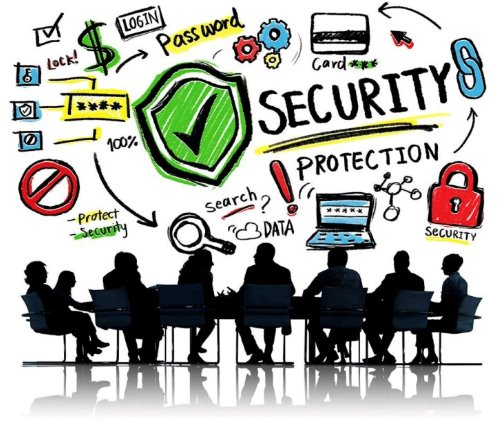 LOGIN
Password
$
Lock!
Card ***
****
SECURITY
100%
PROTECTION
search
?
!
Protect
Security
DATA
SECURITY